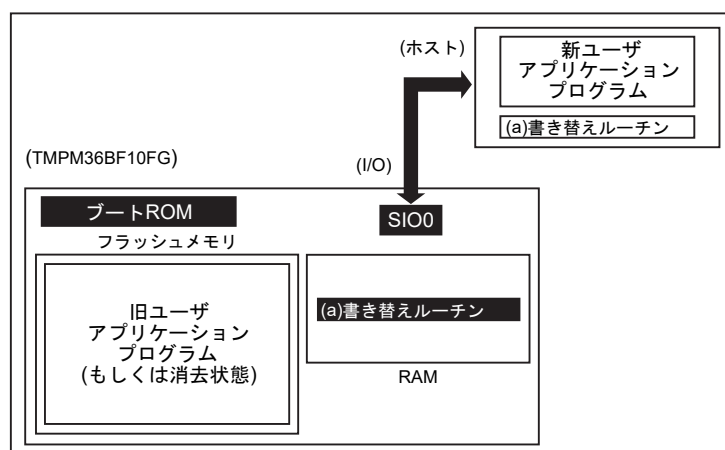 (ホスト)
新ユーザ
アプリケーション
プログラム
(a)書き替えルーチン
(TMPM36BF10FG)
(I/O)
ブートROM
SIO0
フラッシュメモリ
旧ユーザ
アプリケーション
プログラム
(もしくは消去状態)
(a)書き替えルーチン
RAM